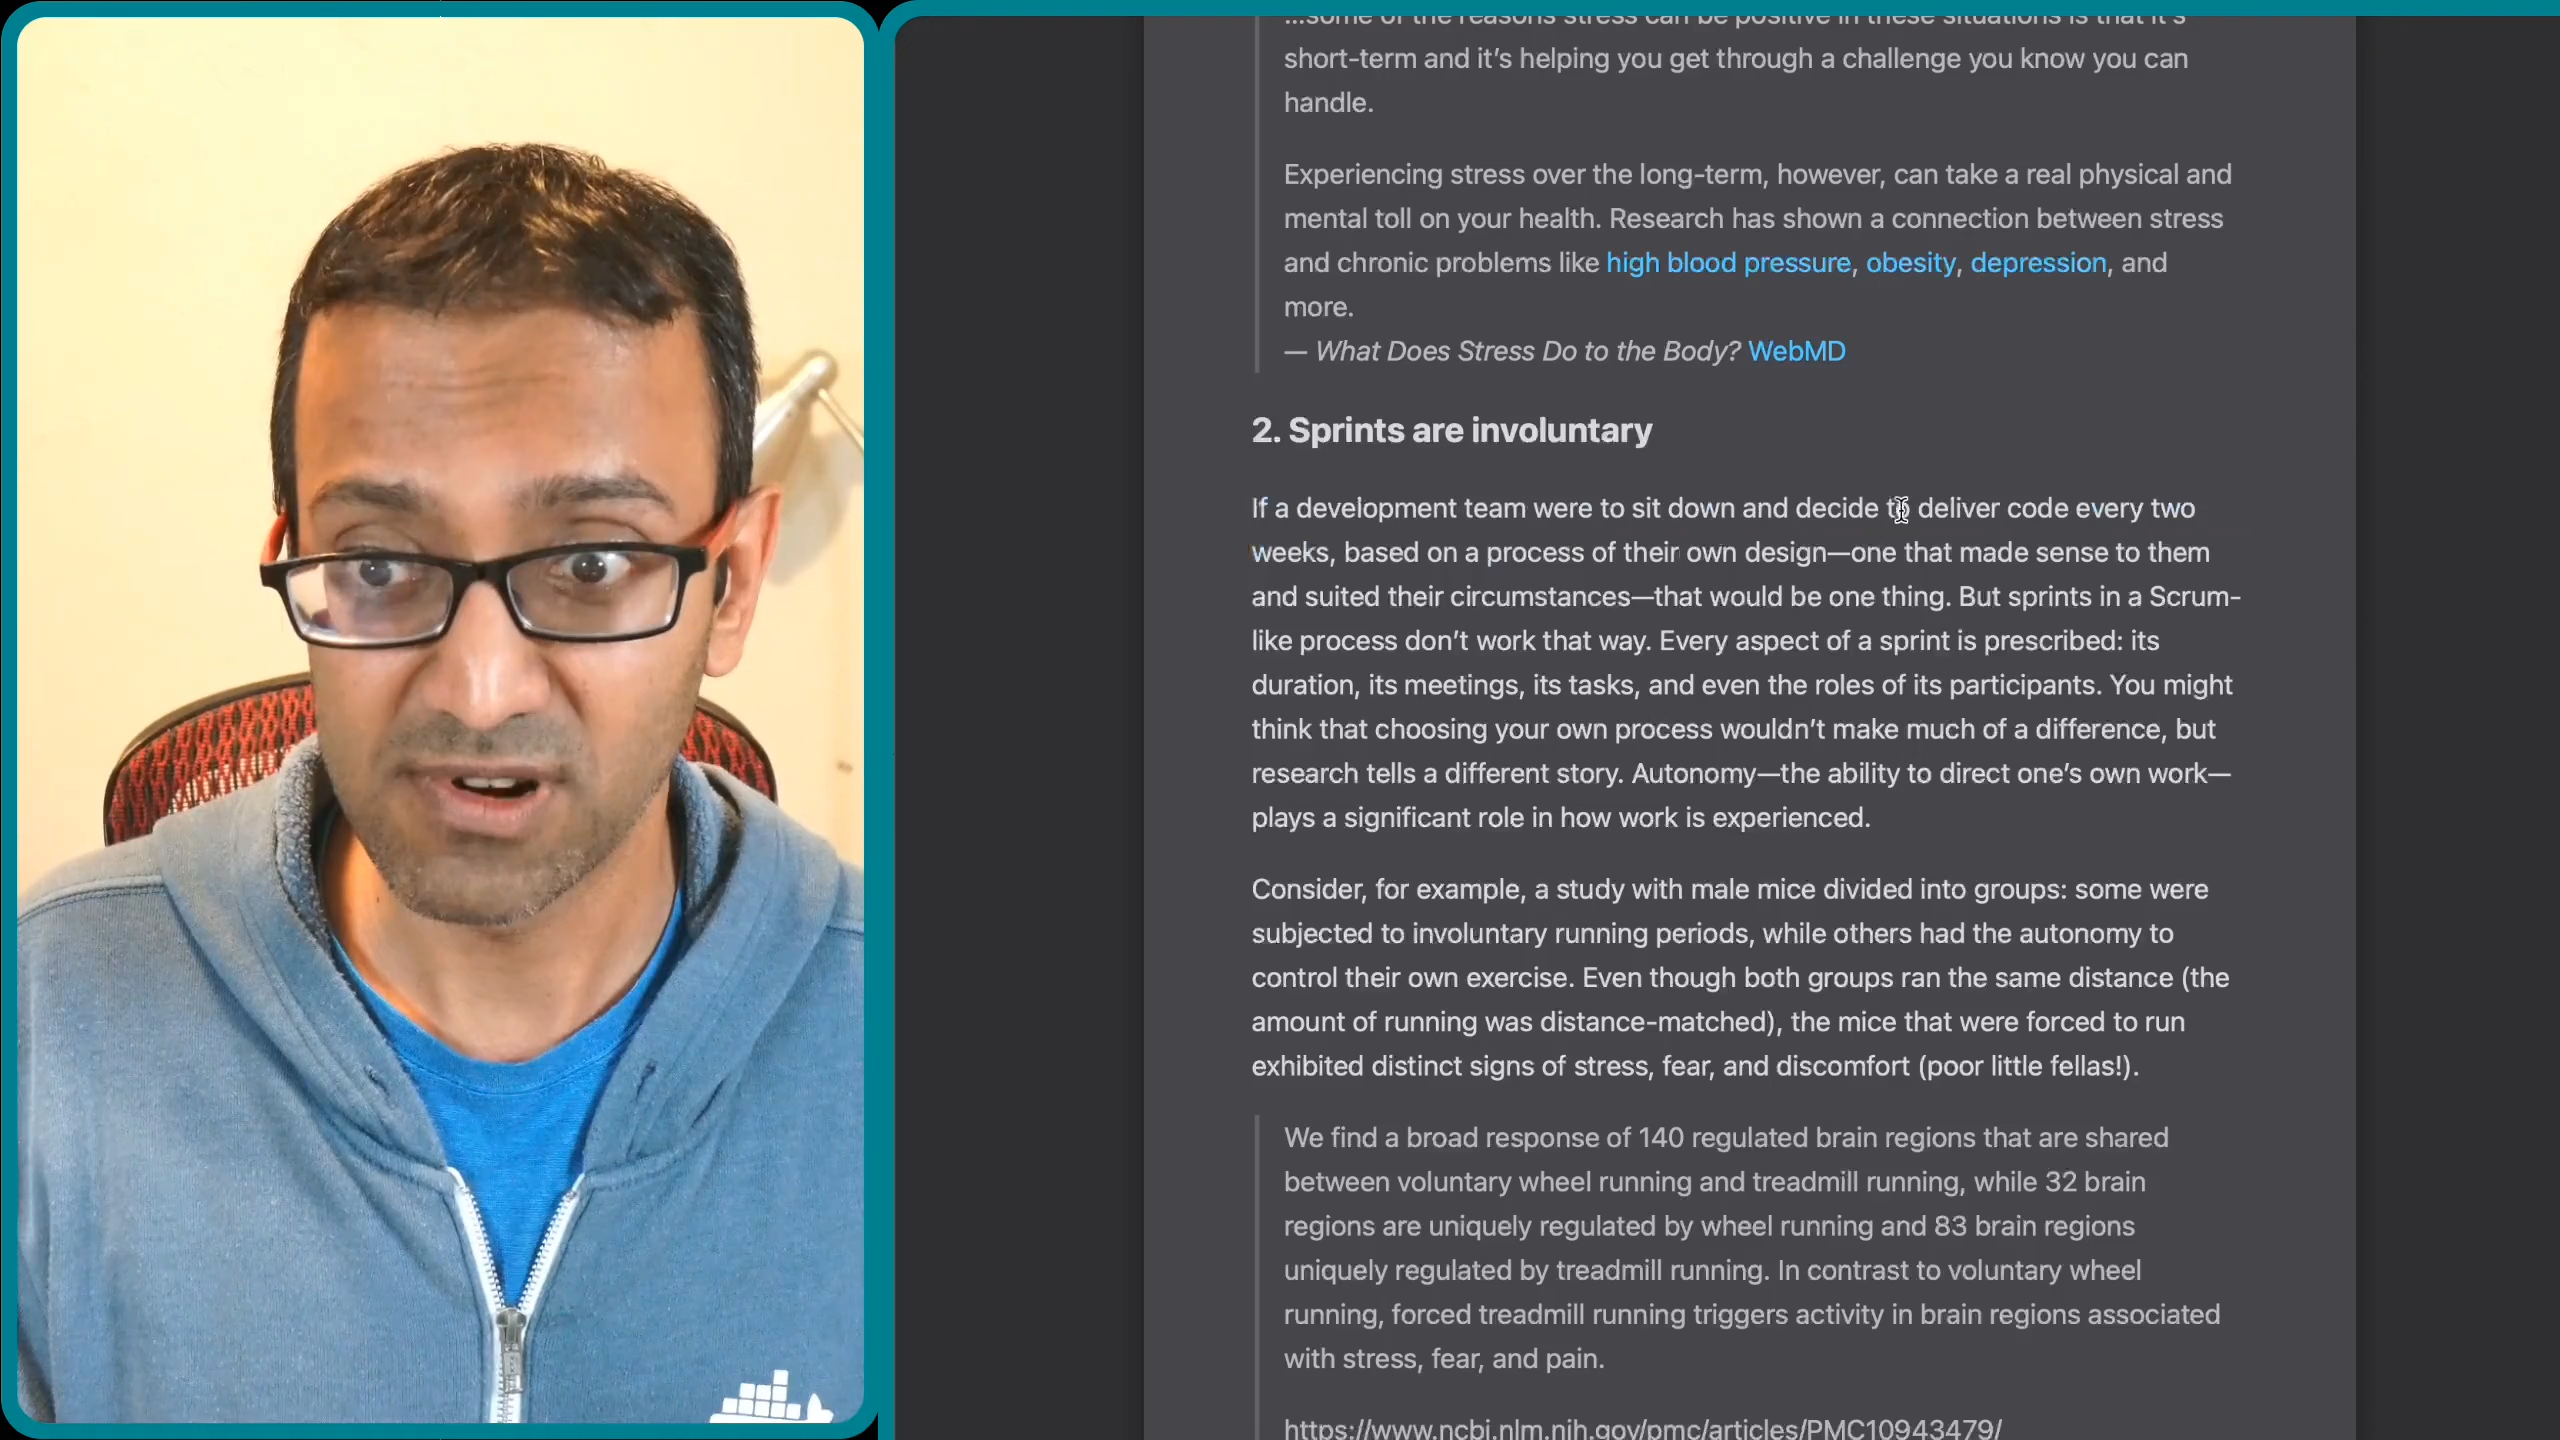 ...some of the reasons stress can be positive in these situations is that it's
short-term and it’s helping you get through a challenge you know you can
handle.
Experiencing stress over the long-term, however, can take a real physical and
mental toll on your health. Research has shown a connection between stress
and chronic problems like high blood pressure, obesity, depression, and
more.
— What Does Stress Do to the Body? WebMD
2. Sprints are involuntary
If a development team were to sit down and decide to deliver code every two
weeks, based on a process of their own design—one that made sense to them
and suited their circumstances—that would be one thing. But sprints in a Scrum-
like process don’t work that way. Every aspect of a sprint is prescribed: its
duration, its meetings, its tasks, and even the roles of its participants. You might
think that choosing your own process wouldn’t make much of a difference, but
research tells a different story. Autonomy—the ability to direct one’s own work—
plays a significant role in how work is experienced.
Consider, for example, a study with male mice divided into groups: some were
subjected to involuntary running periods, while others had the autonomy to
control their own exercise. Even though both groups ran the same distance (the
amount of running was distance-matched), the mice that were forced to run
exhibited distinct signs of stress, fear, and discomfort (poor little fellas!).
We find a broad response of 140 regulated brain regions that are shared
between voluntary wheel running and treadmill running, while 32 brain
regions are uniquely regulated by wheel running and 83 brain regions
uniquely regulated by treadmill running. In contrast to voluntary wheel
running, forced treadmill running triggers activity in brain regions associated
with stress, fear, and pain.
https://www.ncbi.nlm.nih.gov/pmc/articles/PMC10943479/